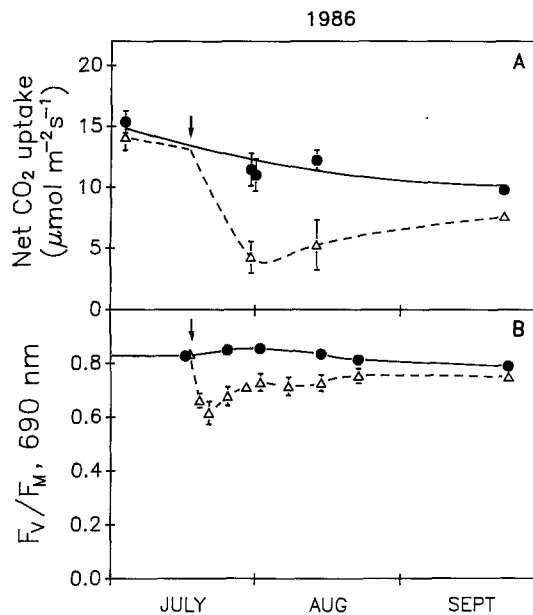 1986
A
20
15
10
5
0
Net CO₂ uptake
(μmol m⁻²s⁻¹)
B
0.8
0.6
0.4
0.2
0.0
Fᵥ/F_M, 690 nm
JULY AUG SEPT